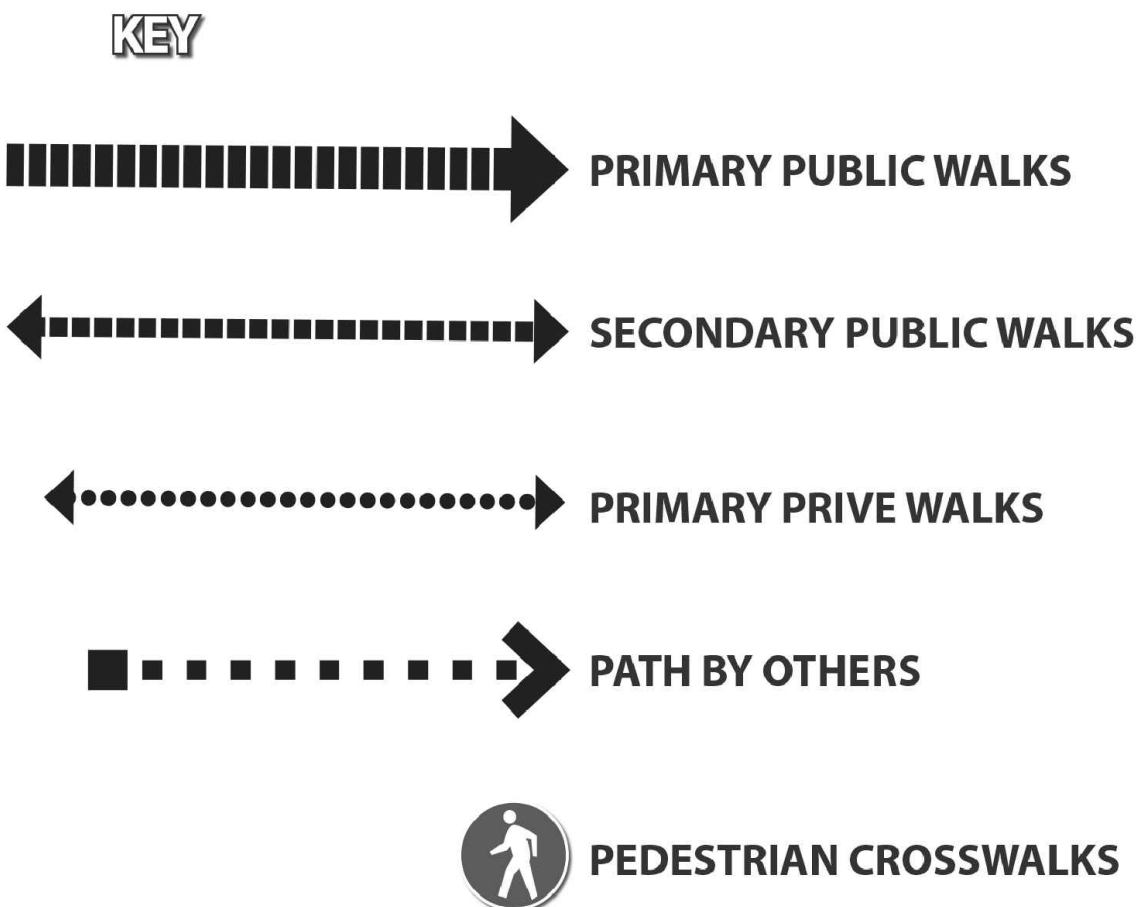 KEY
PRIMARY PUBLIC WALKS
SECONDARY PUBLIC WALKS
PRIMARY PRIVE WALKS
PATH BY OTHERS
PEDESTRIAN CROSSWALKS